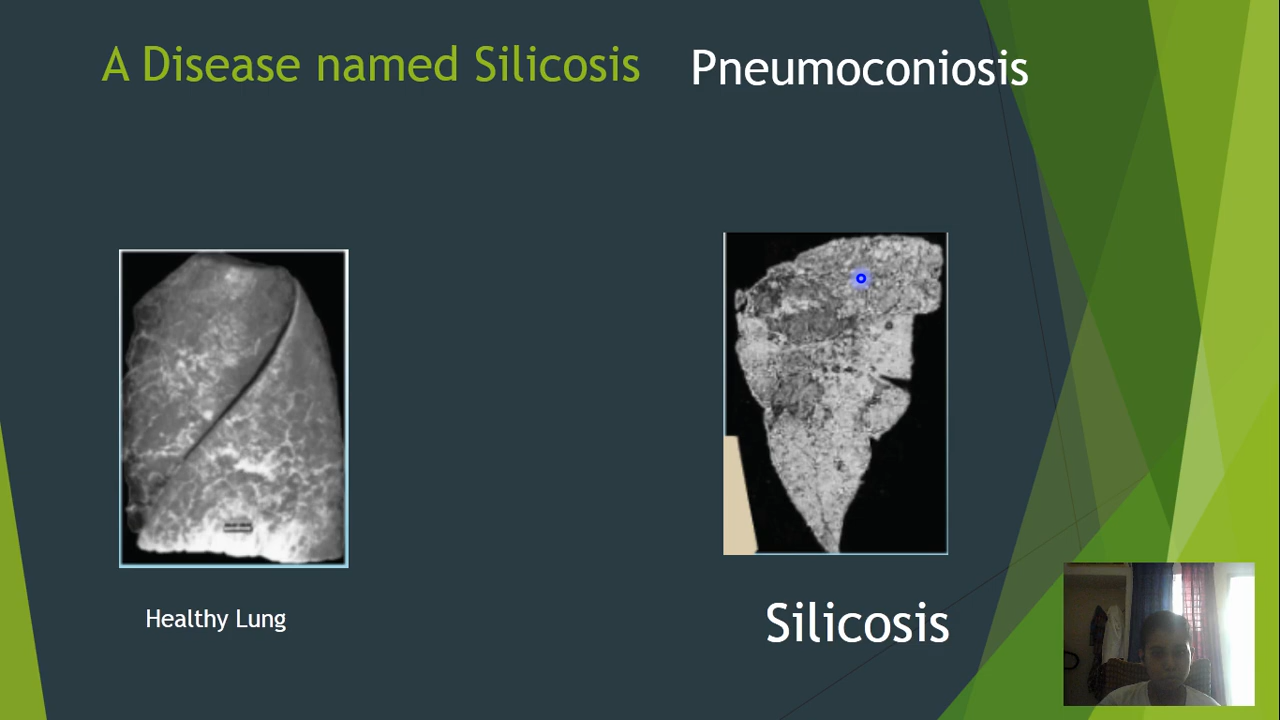 A Disease named Silicosis
Pneumoconiosis
Healthy Lung
Silicosis